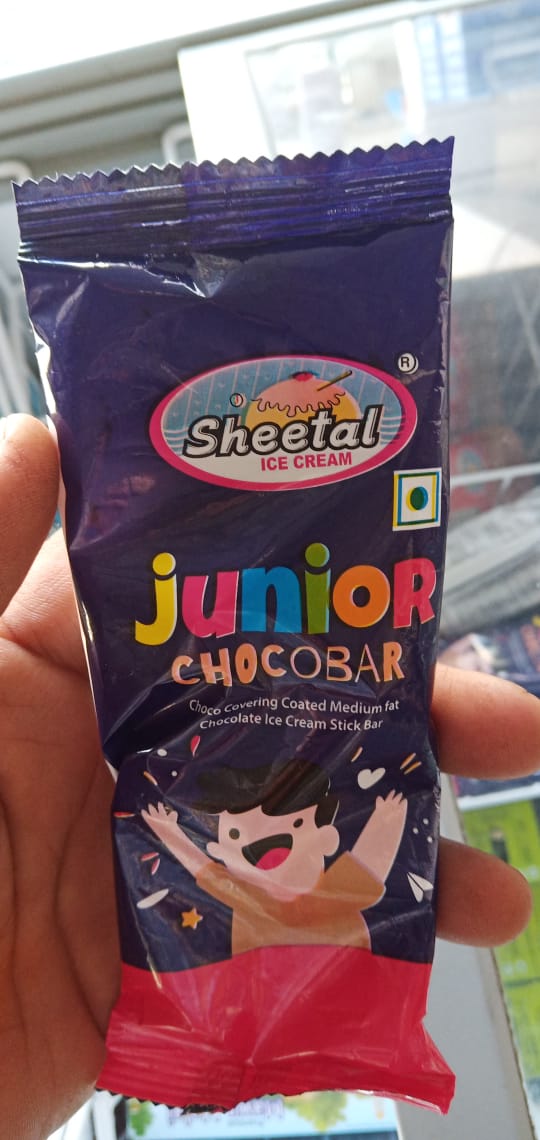 ®
Sheetal
ICE CREAM
junioR
CHOCOBAR
Choco Covering Coated Medium fat
Chocolate Ice Cream Stick Bar